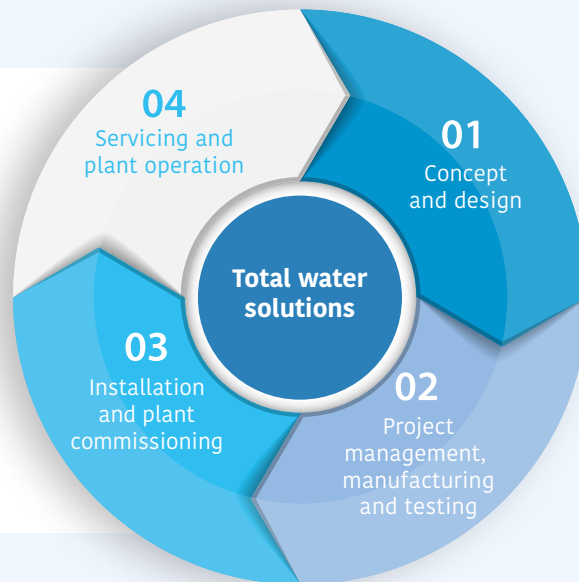 Total water
solutions
01
Concept
and design
02
Project
management,
manufacturing
and testing
03
Installation
and plant
commissioning
04
Servicing and
plant operation